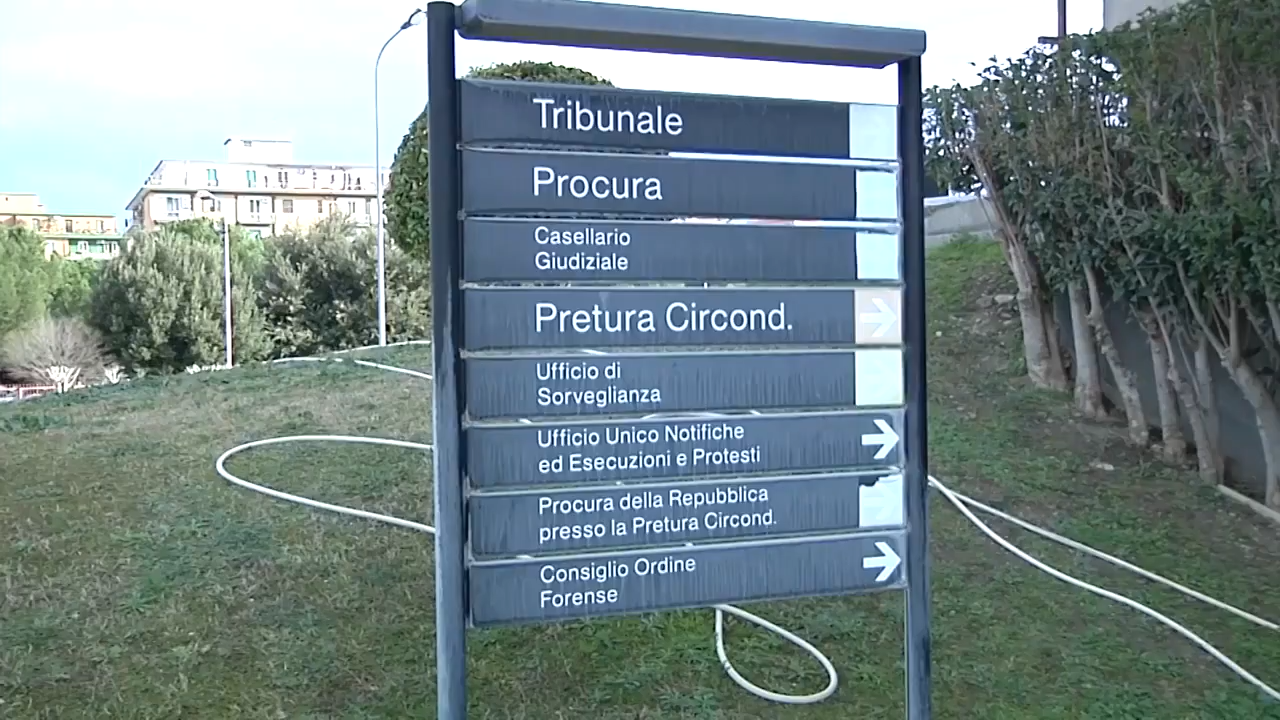 Tribunale
Procura
Casellario
Giudiziale
Pretura Circond.
Ufficio di
Sorveglianza
Ufficio Unico Notifiche
ed Esecuzioni e Protesti
Procura della Repubblica
presso la Pretura Circond.
Consiglio Ordine
Forense